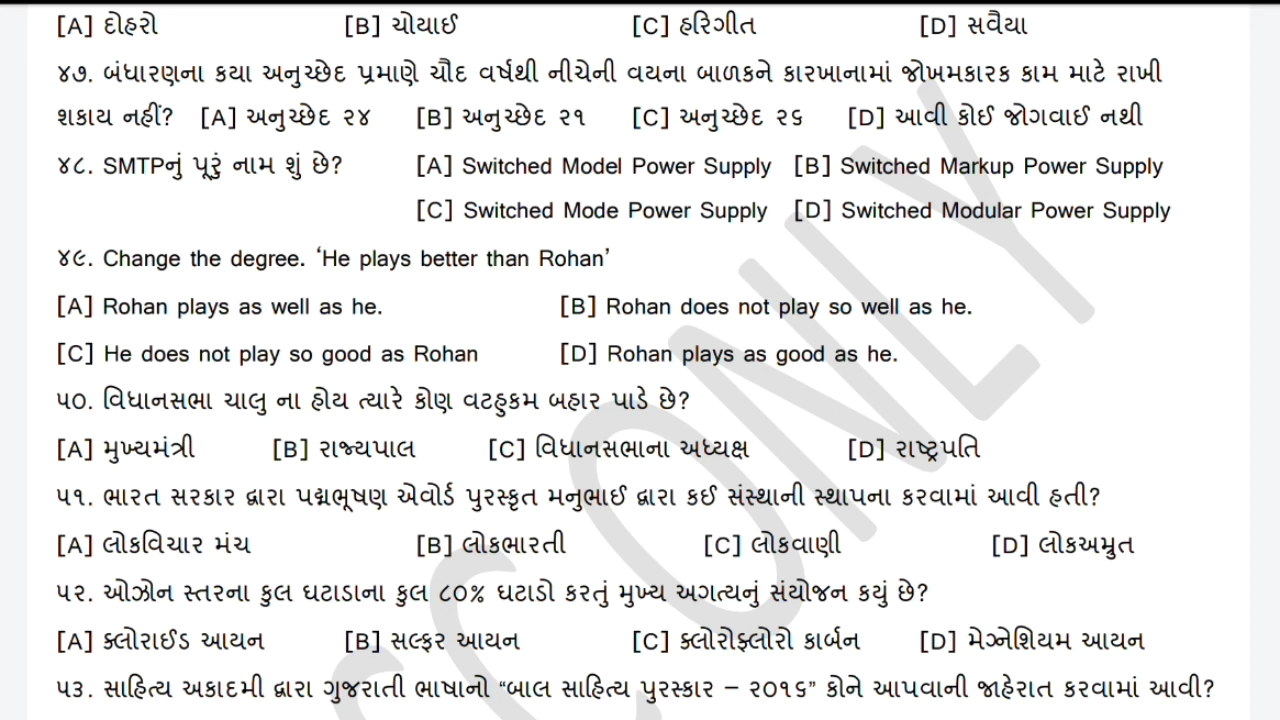 [A] દોહરો [B] ચોયાઈ [C] હરિગીત [D] સવૈયા
૪૭. બંધારણના કયા અનુચ્છેદ પ્રમાણે ચૌદ વર્ષથી નીચેની વયના બાળકને કારખાનામાં જોખમકારક કામ માટે રાખી
શકાય નહીં? [A] અનુચ્છેદ ૨૪ [B] અનુચ્છેદ ૨૧ [C] અનુચ્છેદ ૨૬ [D] આવી કોઈ જોગવાઈ નથી
૪૮. SMTPનું પૂરું નામ શું છે? [A] Switched Model Power Supply [B] Switched Markup Power Supply
[C] Switched Mode Power Supply [D] Switched Modular Power Supply
૪૯. Change the degree. ‘He plays better than Rohan’
[A] Rohan plays as well as he. [B] Rohan does not play so well as he.
[C] He does not play so good as Rohan [D] Rohan plays as good as he.
૫૦. વિધાનસભા ચાલુ ના હોય ત્યારે કોણ વટહુકમ બહાર પાડે છે?
[A] મુખ્યમંત્રી [B] રાજ્યપાલ [C] વિધાનસભાના અધ્યક્ષ [D] રાષ્ટ્રપતિ
૫૧. ભારત સરકાર દ્વારા પદ્મભૂષણ એવોર્ડ પુરસ્કૃત મનુભાઈ દ્વારા કઈ સંસ્થાની સ્થાપના કરવામાં આવી હતી?
[A] લોકવિચાર મંચ [B] લોકભારતી [C] લોકવાણી [D] લોકઅમ્રુત
૫૨. ઓઝોન સ્તરના કુલ ઘટાડાના કુલ ૮૦% ઘટાડો કરતું મુખ્ય અગત્યનું સંયોજન કયું છે?
[A] ક્લોરાઈડ આયન [B] સલ્ફર આયન [C] ક્લોરોફ્લોરો કાર્બન [D] મેગ્નેશિયમ આયન
૫૩. સાહિત્ય અકાદમી દ્વારા ગુજરાતી ભાષાનો “બાલ સાહિત્ય પુરસ્કાર – ૨૦૧૬” કોને આપવાની જાહેરાત કરવામાં આવી?
C ONLY